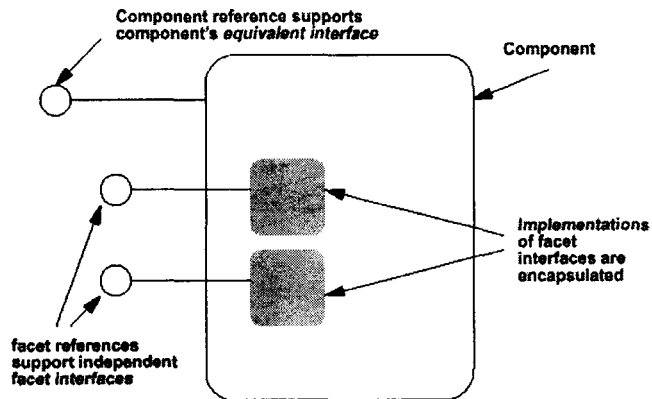 Component reference supports
component's equivalent interface
Component
Implementations
of facet
interfaces are
encapsulated
facet references
support independent
facet interfaces